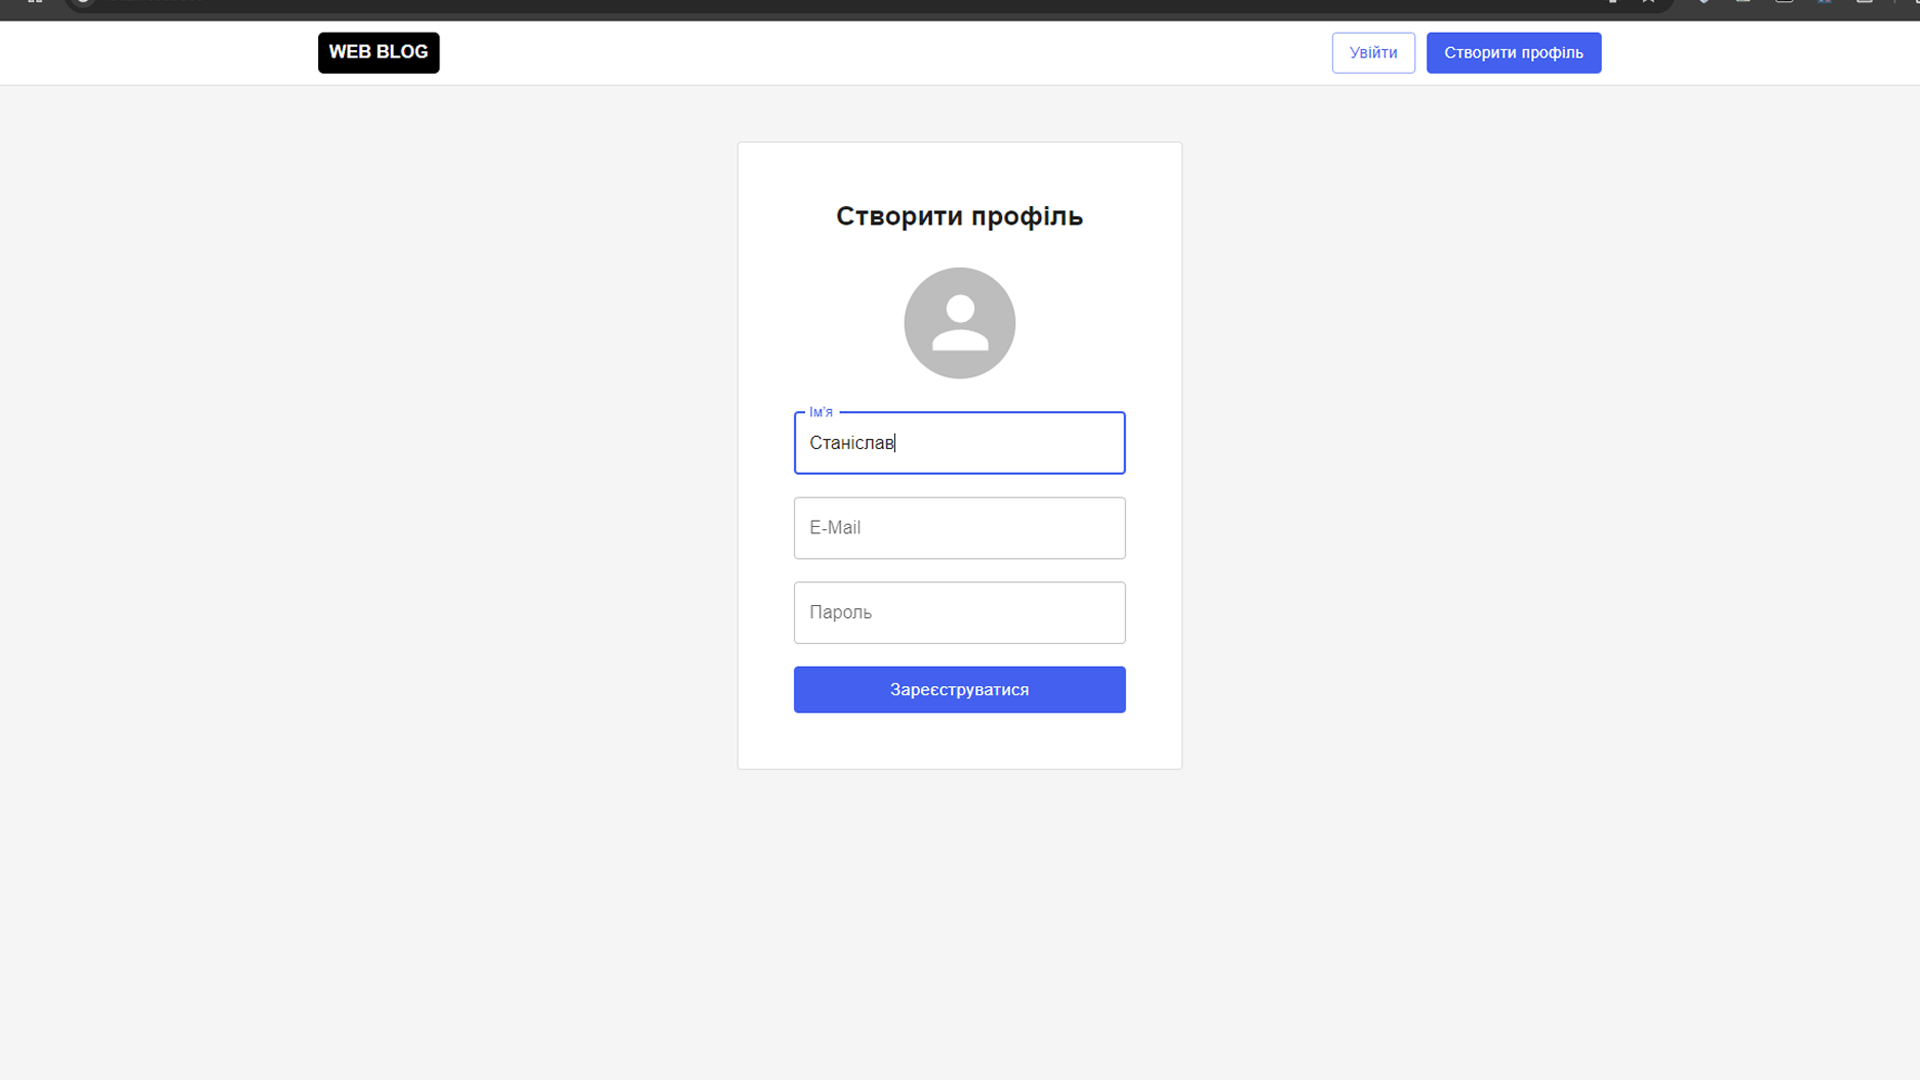 WEB BLOG
Увійти
Створити профіль
Створити профіль
Ім'я
Станіслав
E-Mail
Пароль
Зареєструватися